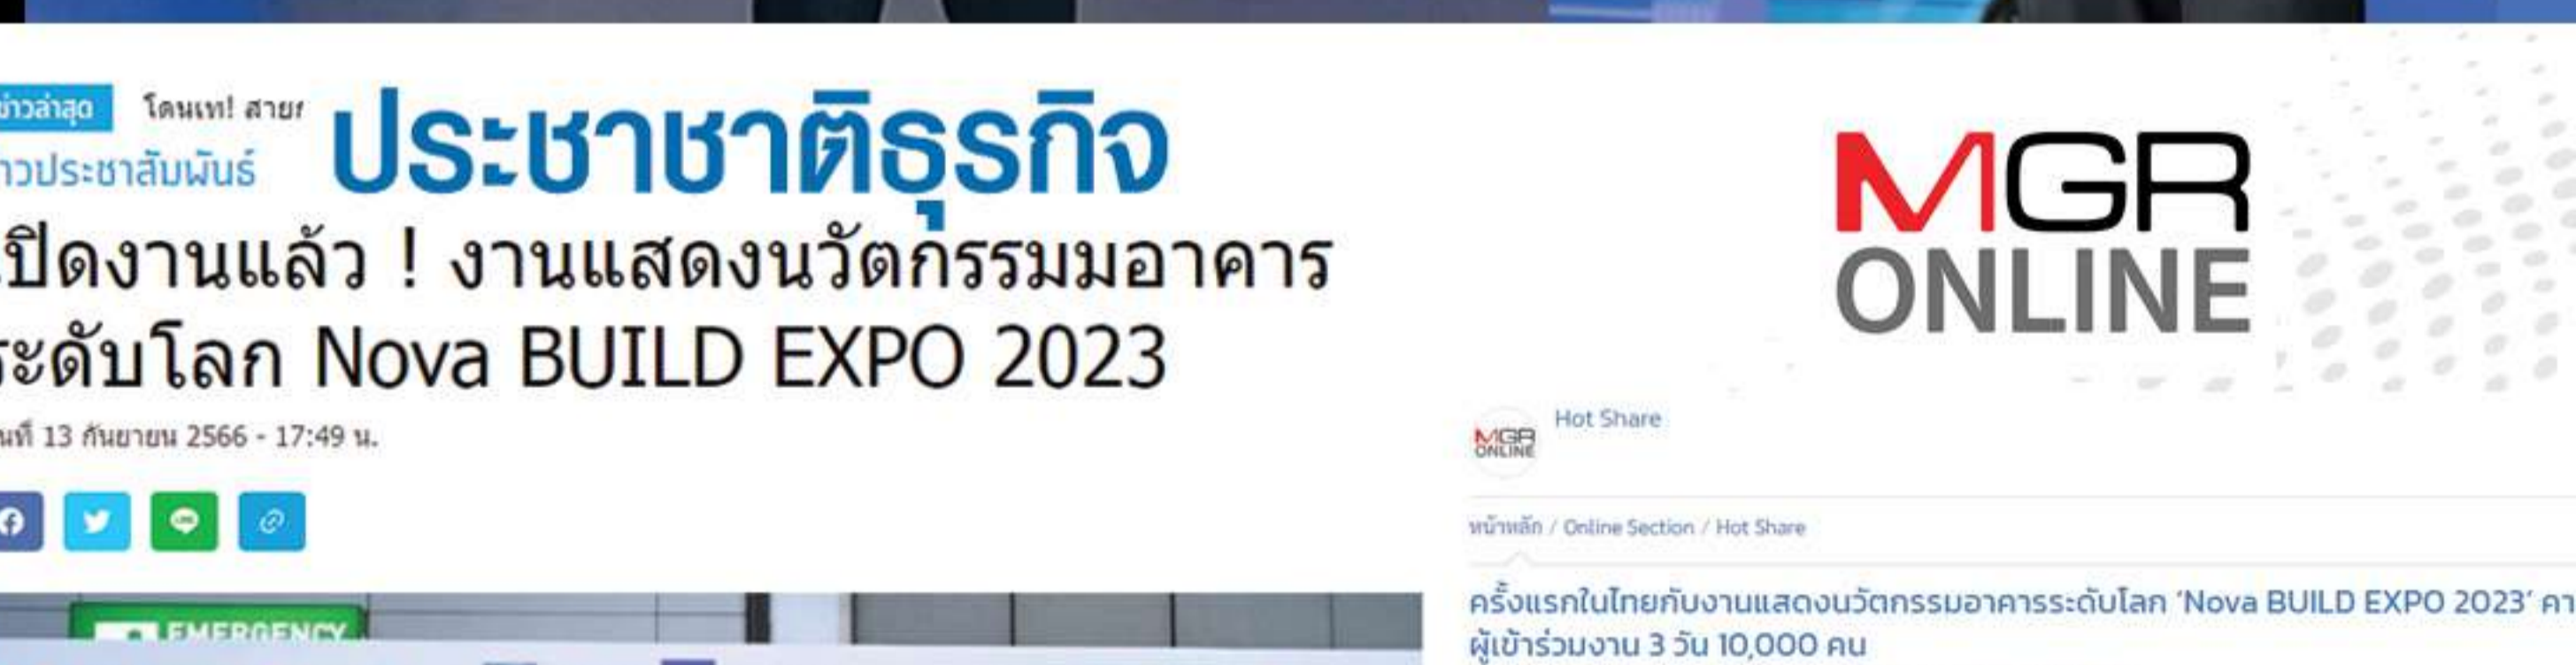 ข่าวล่าสุด โดนเท! สาย
ข่าวประชาสัมพันธ์
ประชาชาติธุรกิจ
เปิดงานแล้ว ! งานแสดงนวัตกรรมมอาคาร
ระดับโลก Nova BUILD EXPO 2023
วันที่ 13 กันยายน 2566 - 17:49 น.
EMERGENCY
MGR
ONLINE
MGR
ONLINE
Hot Share
หน้าหลัก / Online Section / Hot Share
ครั้งแรกในไทยกับงานแสดงนวัตกรรมอาคารระดับโลก 'Nova BUILD EXPO 2023' คา
ผู้เข้าร่วมงาน 3 วัน 10,000 คน